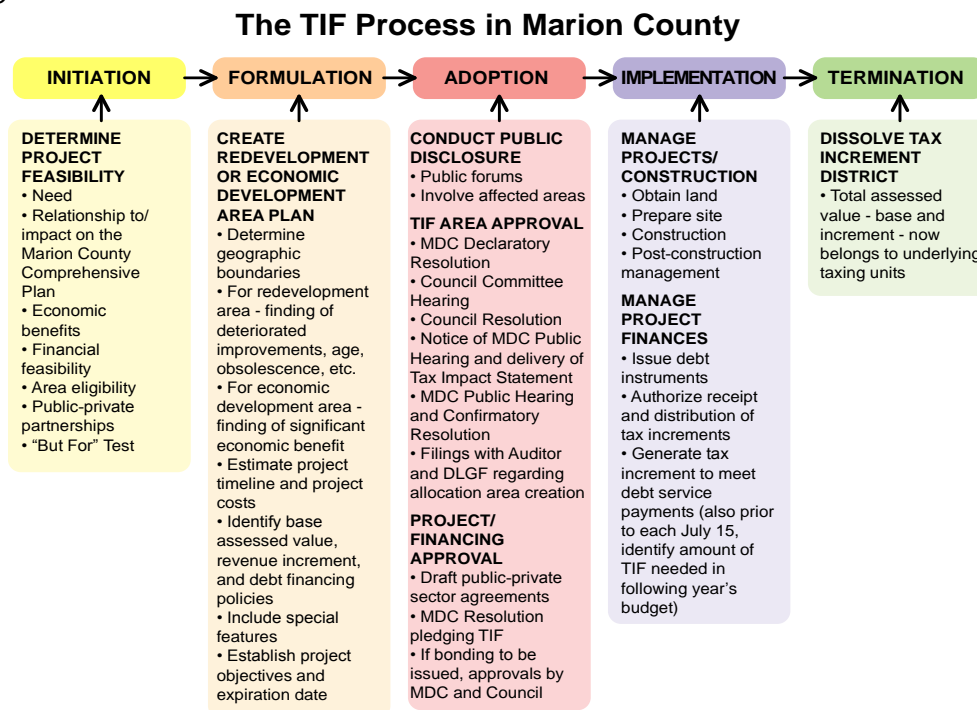 The TIF Process in Marion County
INITIATION
FORMULATION
ADOPTION
IMPLEMENTATION
TERMINATION
DETERMINE
PROJECT
FEASIBILITY
• Need
• Relationship to/
impact on the
Marion County
Comprehensive
Plan
• Economic
benefits
• Financial
feasibility
• Area eligibility
• Public-private
partnerships
• “But For” Test
CREATE
REDEVELOPMENT
OR ECONOMIC
DEVELOPMENT
AREA PLAN
• Determine
geographic
boundaries
• For redevelopment
area - finding of
deteriorated
improvements, age,
obsolescence, etc.
• For economic
development area -
finding of significant
economic benefit
• Estimate project
timeline and project
costs
• Identify base
assessed value,
revenue increment,
and debt financing
policies
• Include special
features
• Establish project
objectives and
expiration date
CONDUCT PUBLIC
DISCLOSURE
• Public forums
• Involve affected areas
TIF AREA APPROVAL
• MDC Declaratory
Resolution
• Council Committee
Hearing
• Council Resolution
• Notice of MDC Public
Hearing and delivery of
Tax Impact Statement
• MDC Public Hearing
and Confirmatory
Resolution
• Filings with Auditor
and DLGF regarding
allocation area creation
PROJECT/
FINANCING
APPROVAL
• Draft public-private
sector agreements
• MDC Resolution
pledging TIF
• If bonding to be
issued, approvals by
MDC and Council
MANAGE
PROJECTS/
CONSTRUCTION
• Obtain land
• Prepare site
• Construction
• Post-construction
management
MANAGE
PROJECT
FINANCES
• Issue debt
instruments
• Authorize receipt
and distribution of
tax increments
• Generate tax
increment to meet
debt service
payments (also prior
to each July 15,
identify amount of
TIF needed in
following year’s
budget)
DISSOLVE TAX
INCREMENT
DISTRICT
• Total assessed
value - base and
increment - now
belongs to underlying
taxing units